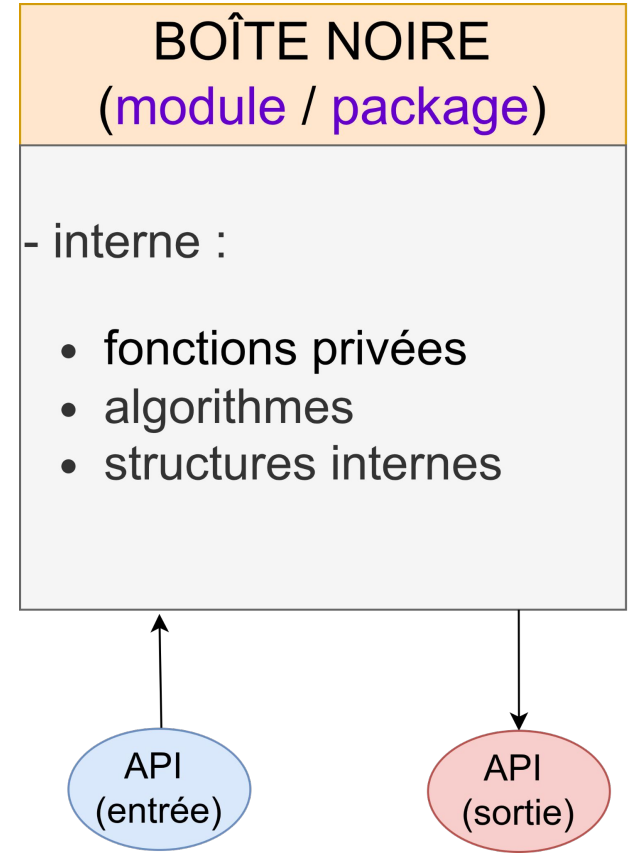 BOÎTE NOIRE
(module / package)
- interne :
• fonctions privées
• algorithmes
• structures internes
API
(entrée)
API
(sortie)